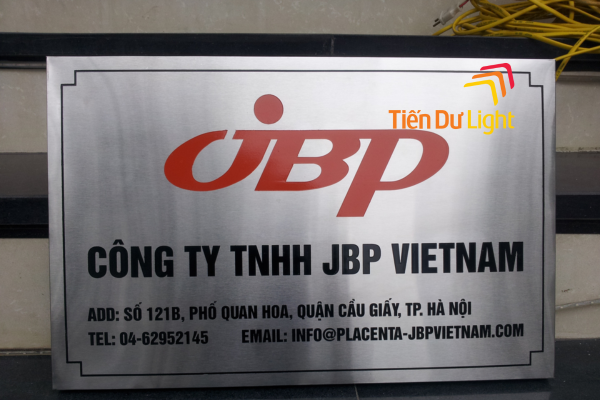 Tiến Dư Light
JBP
CÔNG TY TNHH JBP VIETNAM
ADD: SỐ 121B, PHỐ QUAN HOA, QUẬN CẦU GIẤY, TP. HÀ NỘI
TEL: 04-62952145 EMAIL: INFO@PLACENTA-JBPVIETNAM.COM